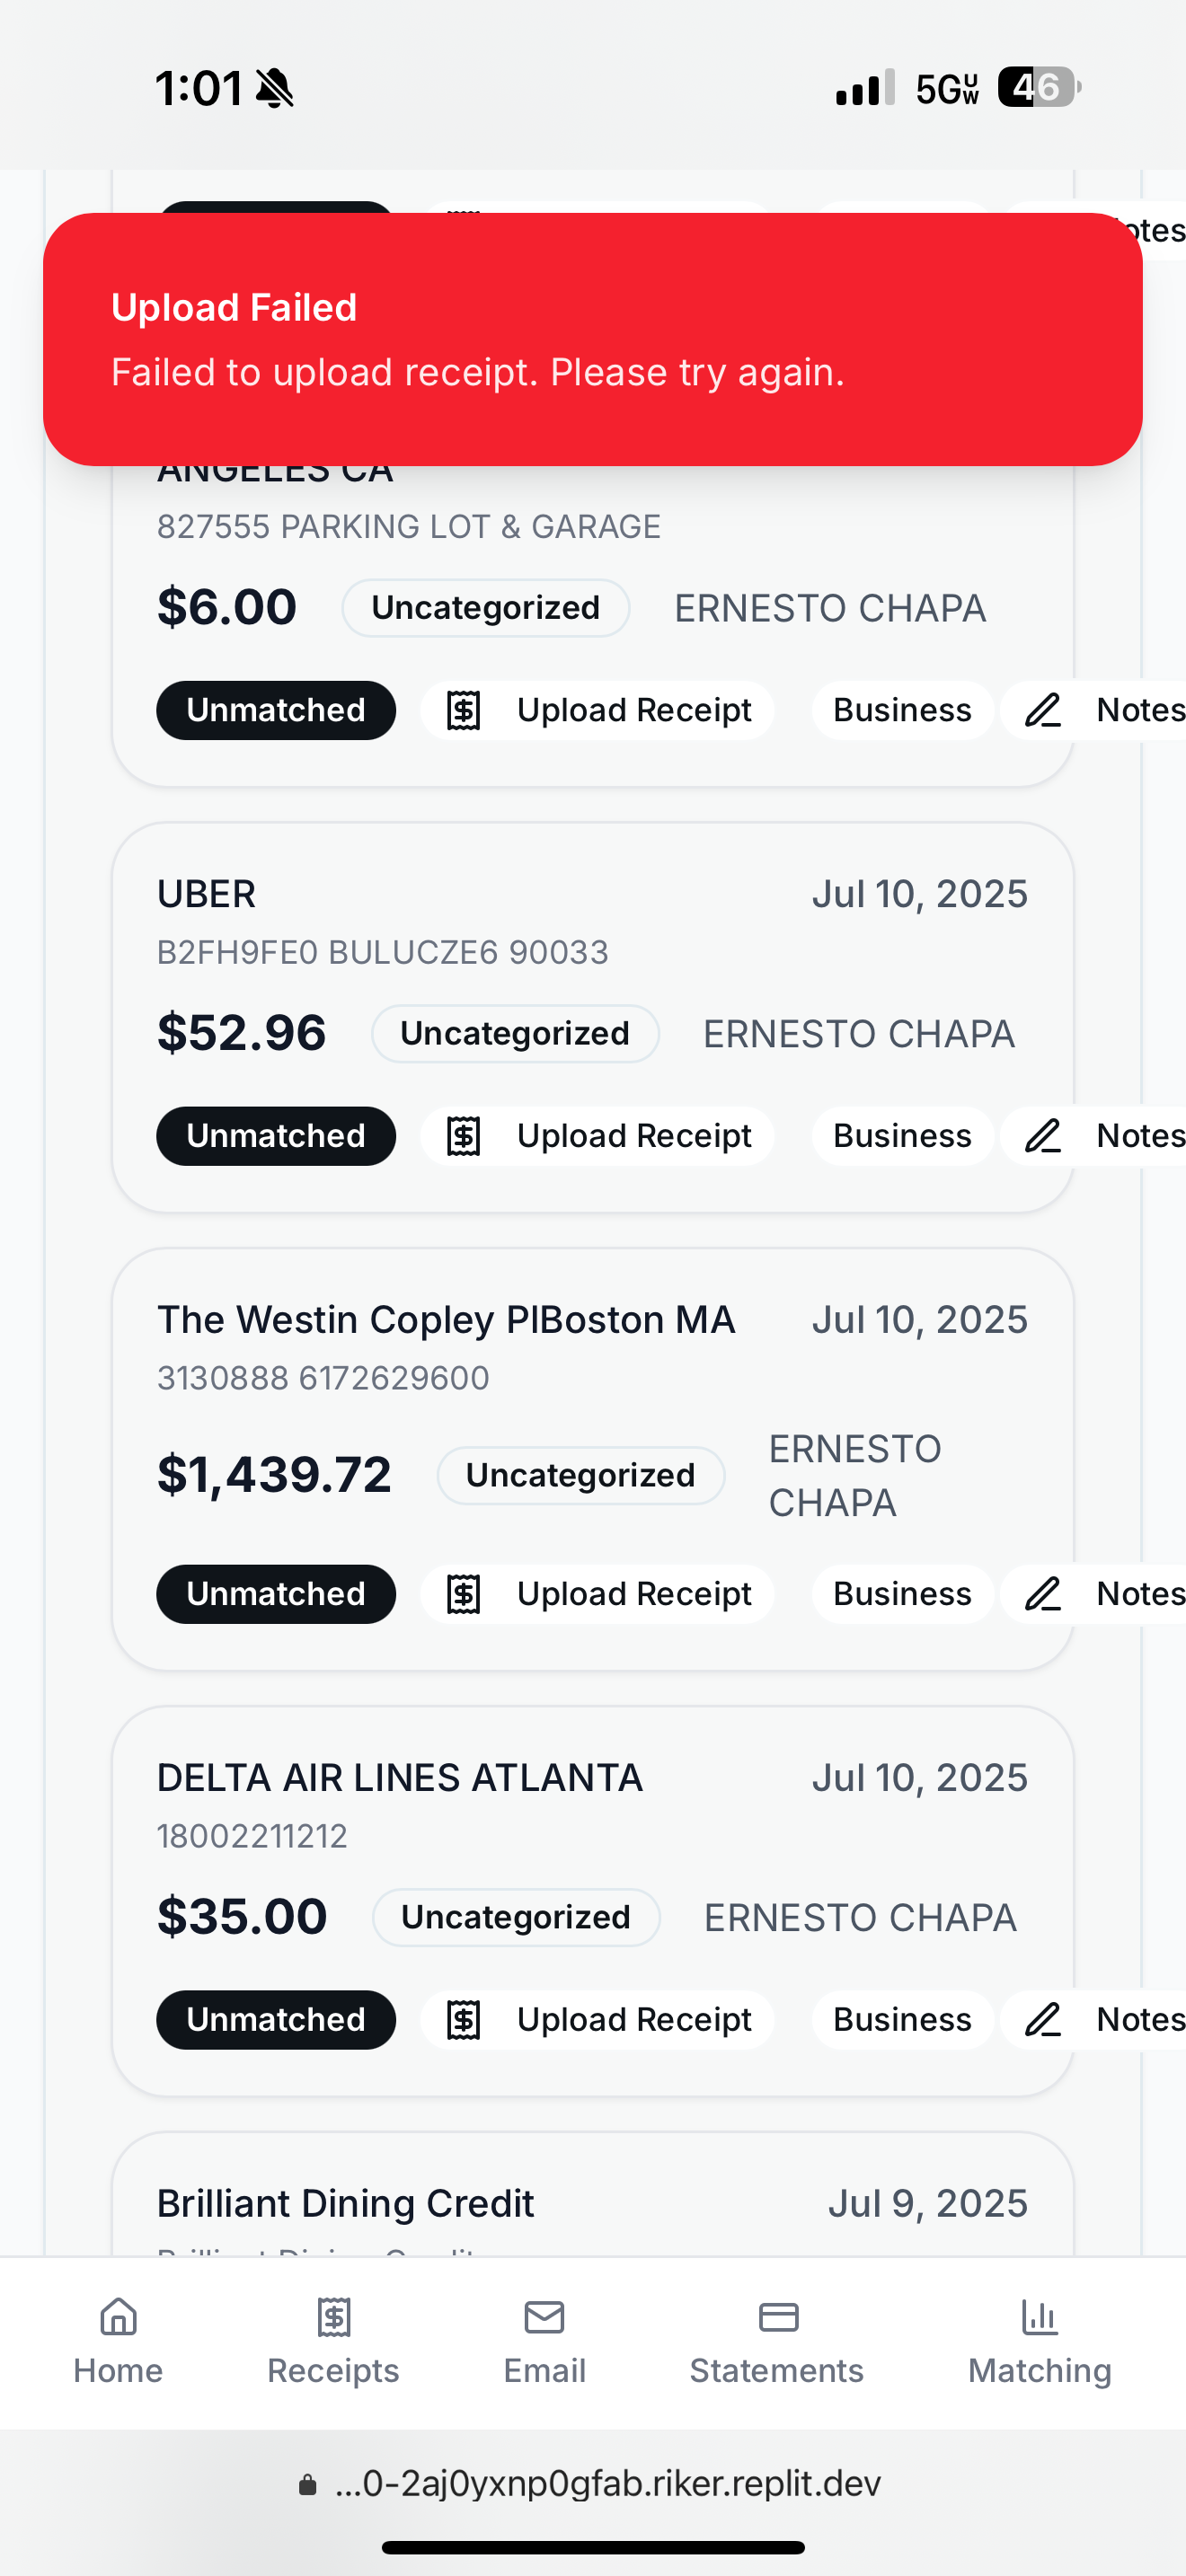 1:01
5G UW 46
otes
Upload Failed
Failed to upload receipt. Please try again.
ANGELES CA
827555 PARKING LOT & GARAGE
$6.00 Uncategorized ERNESTO CHAPA
Unmatched Upload Receipt Business Notes
UBER Jul 10, 2025
B2FH9FE0 BULUCZE6 90033
$52.96 Uncategorized ERNESTO CHAPA
Unmatched Upload Receipt Business Notes
The Westin Copley PlBoston MA Jul 10, 2025
3130888 6172629600
$1,439.72 Uncategorized ERNESTO
CHAPA
Unmatched Upload Receipt Business Notes
DELTA AIR LINES ATLANTA Jul 10, 2025
18002211212
$35.00 Uncategorized ERNESTO CHAPA
Unmatched Upload Receipt Business Notes
Brilliant Dining Credit Jul 9, 2025
Brilliant Dining Credit
Home Receipts Email Statements Matching
...0-2aj0yxnp0gfab.riker.replit.dev